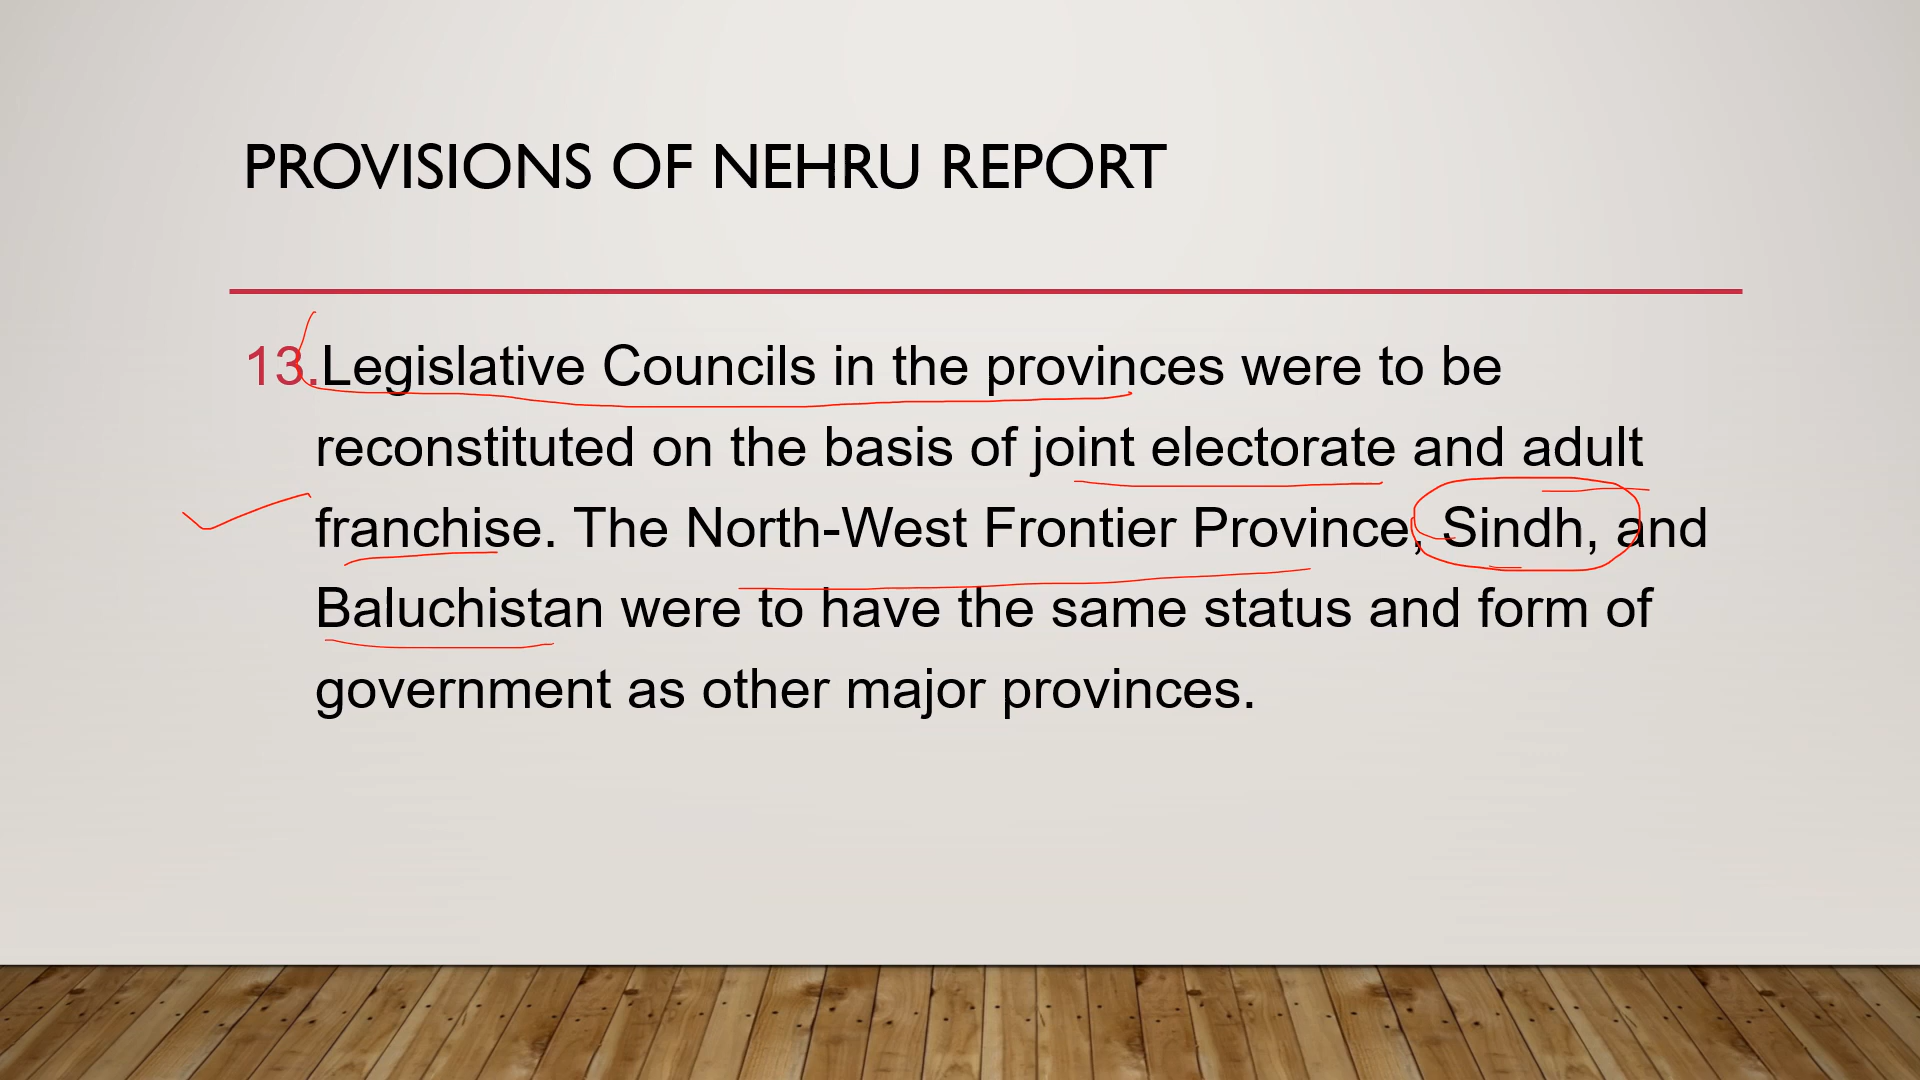 PROVISIONS OF NEHRU REPORT
13.Legislative Councils in the provinces were to be
reconstituted on the basis of joint electorate and adult
franchise. The North-West Frontier Province, Sindh, and
Baluchistan were to have the same status and form of
government as other major provinces.